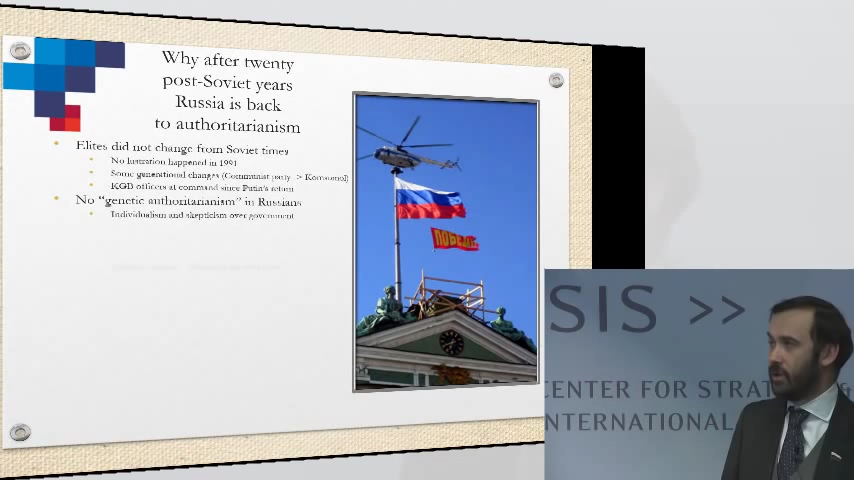 Why after twenty
post-Soviet years
Russia is back
to authoritarianism
• Elites did not change from Soviet times
• No lustration happened in 1991
• Some generational changes (Communist party -> Komsomol)
• KGB officers at command since Putin's return
• No “genetic authoritarianism” in Russians
• Individualism and skepticism over government
ПОБЕДА
SIS >>
CENTER FOR STRAT
&
NTERNATIONAL